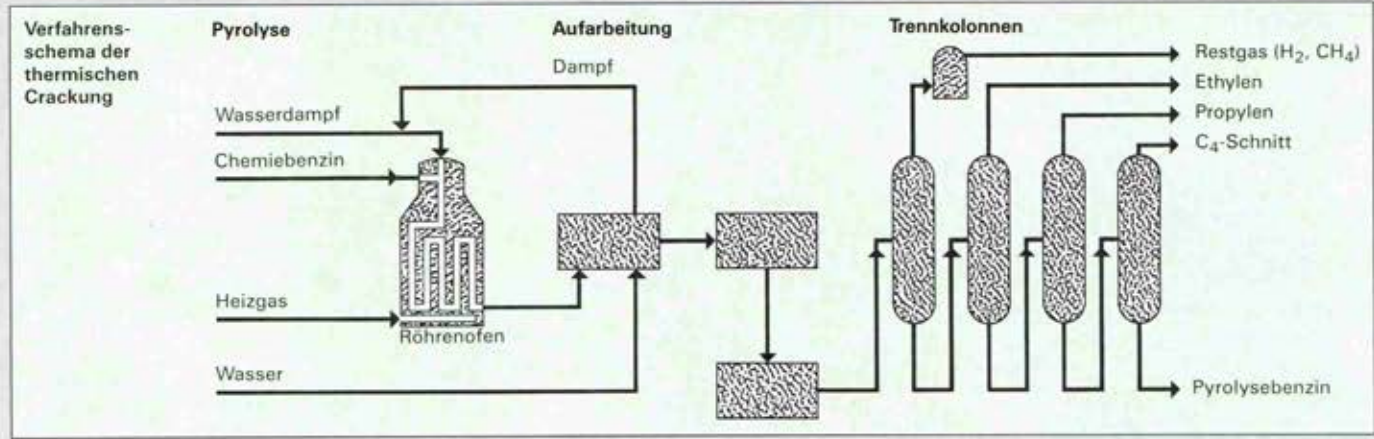 Verfahrens-
schema der
thermischen
Crackung
Pyrolyse
Aufarbeitung
Trennkolonnen
Dampf
Wasserdampf
Chemiebenzin
Heizgas
Röhrenofen
Wasser
Restgas (H₂, CH₄)
Ethylen
Propylen
C₄-Schnitt
Pyrolysebenzin